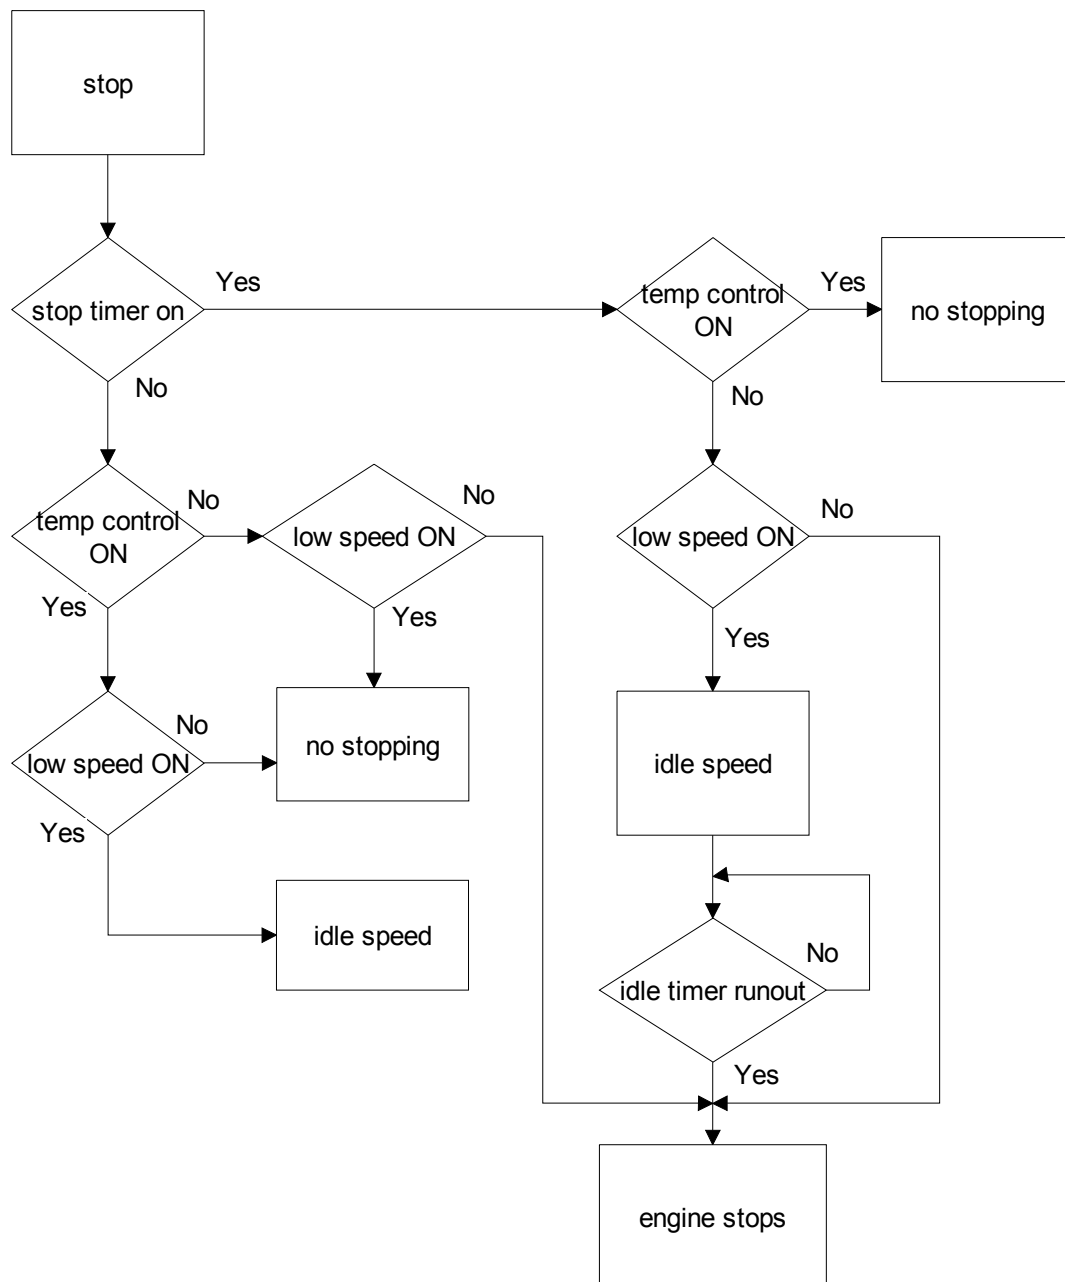 stop
stop timer on
Yes
temp control
ON
Yes
no stopping
No
No
temp control
ON
No
low speed ON
No
low speed ON
No
Yes
Yes
Yes
low speed ON
No
no stopping
idle speed
Yes
idle speed
idle timer runout
No
Yes
engine stops